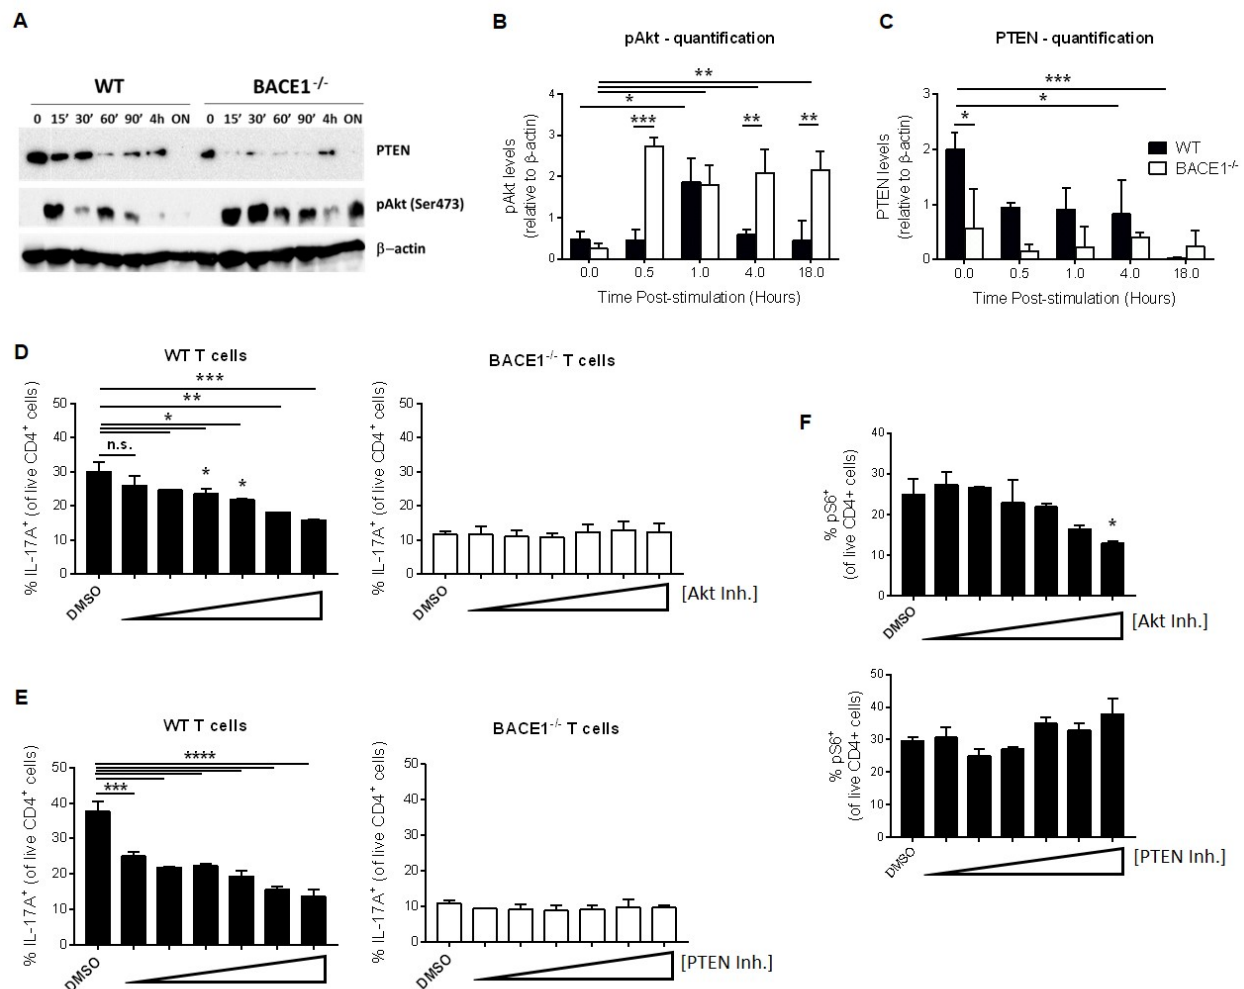 A
WT
BACE1-/-
0 15' 30' 60' 90' 4h ON
0 15' 30' 60' 90' 4h ON
PTEN
pAkt (Ser473)
β-actin
B
pAkt - quantification
**
*
***
**
**
pAkt levels
(relative to β-actin)
4
3
2
1
0
0.0 0.5 1.0 4.0 18.0
Time Post-stimulation (Hours)
C
PTEN - quantification
***
*
*
PTEN levels
(relative to β-actin)
3
2
1
0
WT
BACE1-/-
0.0 0.5 1.0 4.0 18.0
Time Post-stimulation (Hours)
D
WT T cells
***
**
*
n.s.
*
*
% IL-17A+ (of live CD4+ cells)
50
40
30
20
10
0
DMSO
BACE1-/- T cells
% IL-17A+ (of live CD4+ cells)
50
40
30
20
10
0
DMSO
[Akt Inh.]
E
WT T cells
****
***
% IL-17A+ (of live CD4+ cells)
50
40
30
20
10
0
DMSO
BACE1-/- T cells
% IL-17A+ (of live CD4+ cells)
50
40
30
20
10
0
DMSO
[PTEN Inh.]
F
% pS6+
(of live CD4+ cells)
40
30
20
10
0
*
DMSO
[Akt Inh.]
% pS6+
(of live CD4+ cells)
50
40
30
20
10
0
DMSO
[PTEN Inh.]